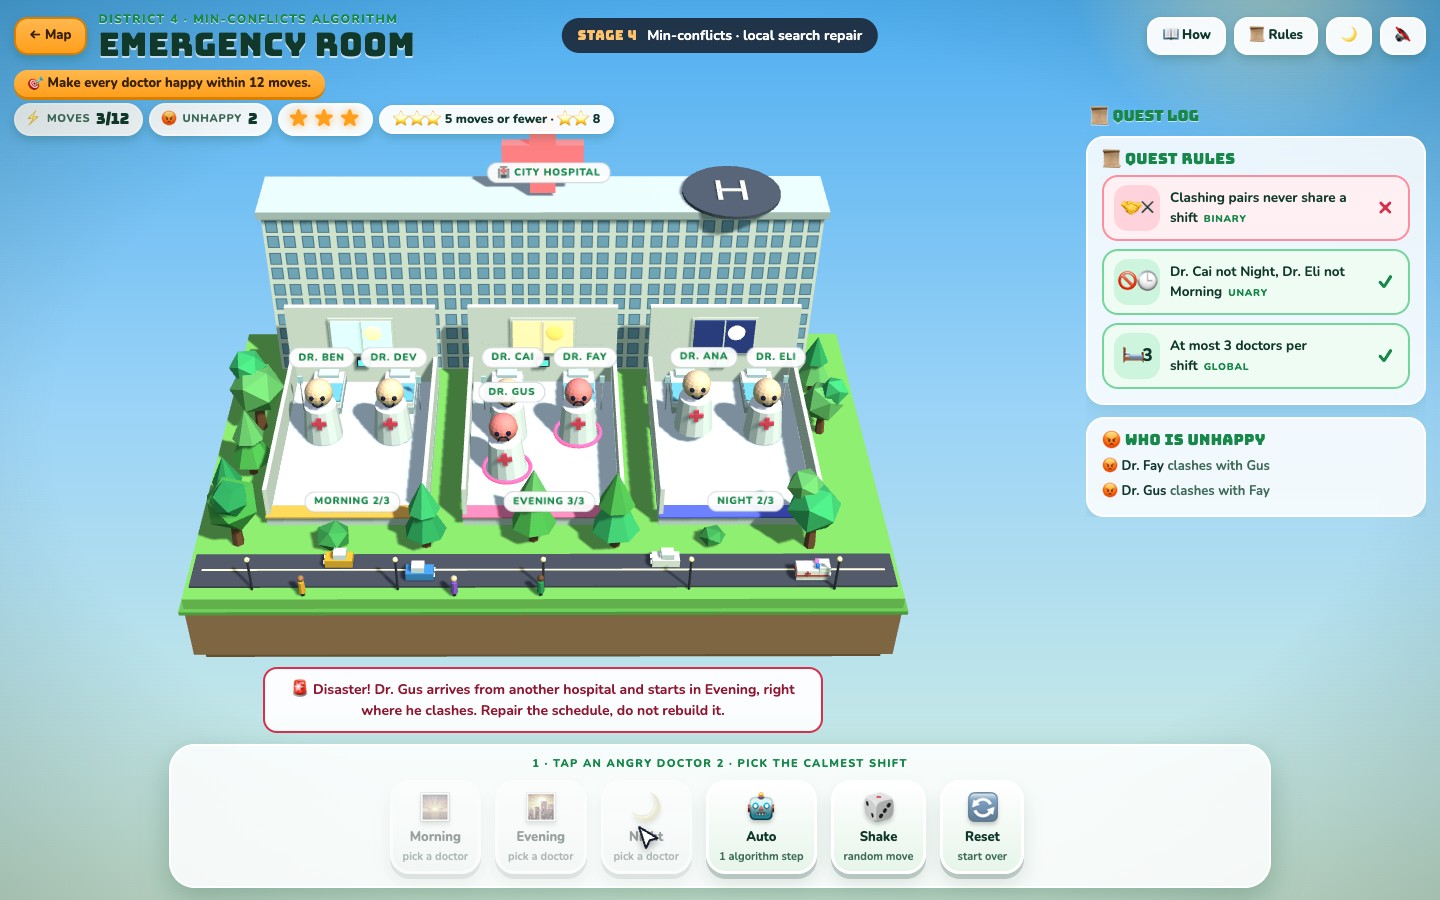 ← Map
DISTRICT 4 · MIN-CONFLICTS ALGORITHM
EMERGENCY ROOM
STAGE 4 Min-conflicts · local search repair
How
Rules
Make every doctor happy within 12 moves.
MOVES 3/12
UNHAPPY 2
5 moves or fewer · 8
QUEST LOG
QUEST RULES
Clashing pairs never share a
shift BINARY
Dr. Cai not Night, Dr. Eli not
Morning UNARY
3
At most 3 doctors per
shift GLOBAL
WHO IS UNHAPPY
Dr. Fay clashes with Gus
Dr. Gus clashes with Fay
CITY HOSPITAL
H
DR. BEN
DR. DEV
DR. CAI
DR. FAY
DR. ANA
DR. ELI
DR. GUS
MORNING 2/3
EVENING 3/3
NIGHT 2/3
Disaster! Dr. Gus arrives from another hospital and starts in Evening, right
where he clashes. Repair the schedule, do not rebuild it.
1 · TAP AN ANGRY DOCTOR 2 · PICK THE CALMEST SHIFT
Morning
pick a doctor
Evening
pick a doctor
Night
pick a doctor
Auto
1 algorithm step
Shake
random move
Reset
start over